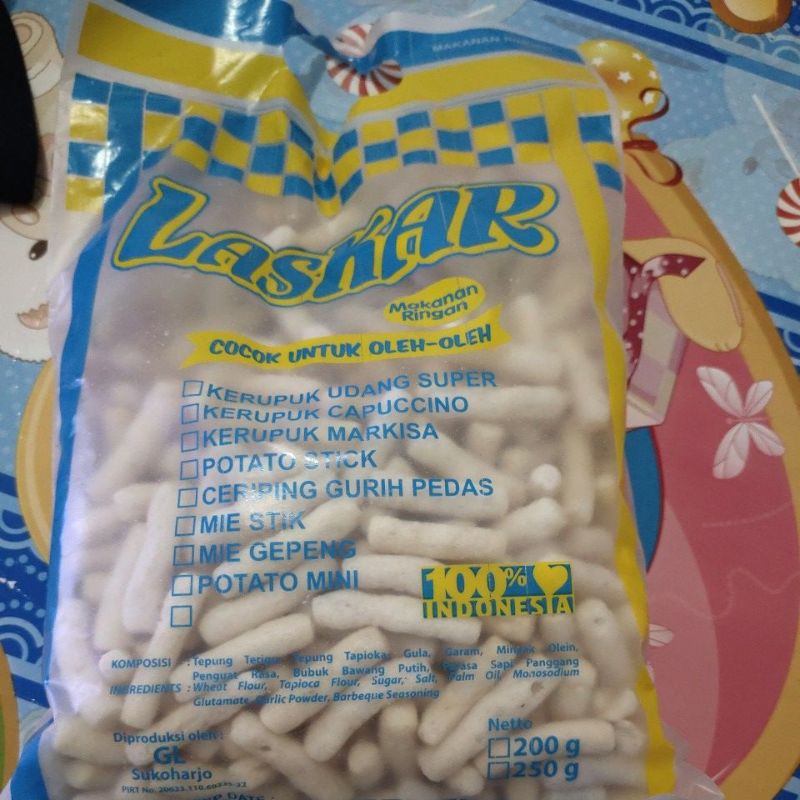 MAKANAN
LASKAR
Makanan
Ringan
COCOK UNTUK OLEH-OLEH
KERUPUK UDANG SUPER
KERUPUK CAPUCCINO
KERUPUK MARKISA
POTATO STICK
CERIPING GURIH PEDAS
MIE STIK
MIE GEPENG
POTATO MINI
100%
INDONESIA
KOMPOSISI : Tepung Terigu, Tepung Tapioka, Gula, Garam, Minyak Olein,
Penguat Rasa, Bubuk Bawang Putih, Perasa Sapi Panggang
INGREDIENTS : Wheat Flour, Tapioca Flour, Sugar, Salt, Palm Oil, Monosodium
Glutamate, Garlic Powder, Barbeque Seasoning
Diproduksi oleh :
GL
Sukoharjo
PIRT No.
Netto
200 g
250 g